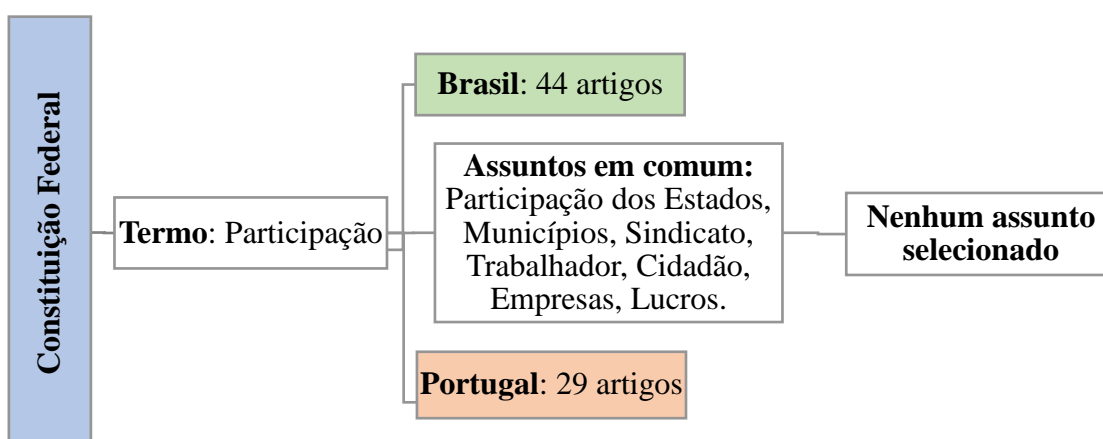 Constituição Federal
Termo: Participação
Brasil: 44 artigos
Assuntos em comum:
Participação dos Estados,
Municípios, Sindicato,
Trabalhador, Cidadão,
Empresas, Lucros.
Portugal: 29 artigos
Nenhum assunto
selecionado